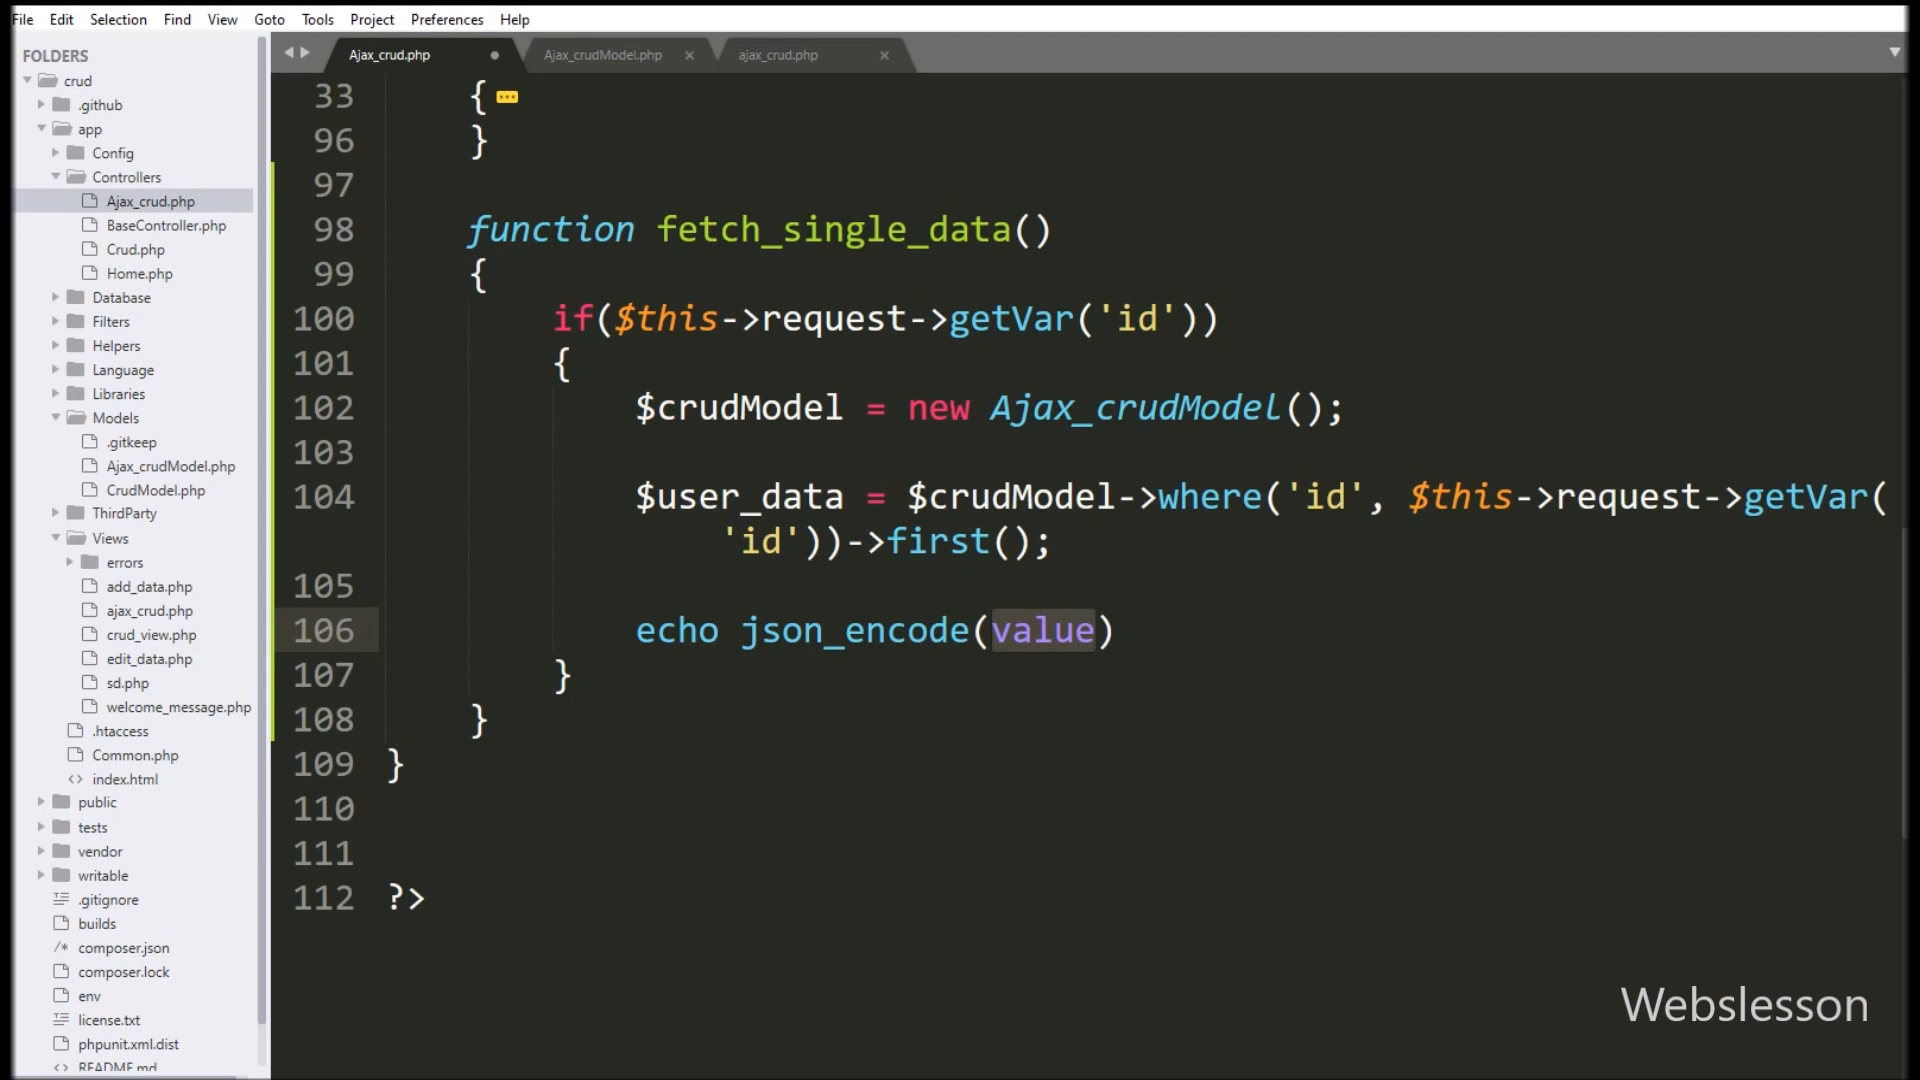 File Edit Selection Find View Goto Tools Project Preferences Help
FOLDERS
crud
.github
app
Config
Controllers
Ajax_crud.php
BaseController.php
Crud.php
Home.php
Database
Filters
Helpers
Language
Libraries
Models
.gitkeep
Ajax_crudModel.php
CrudModel.php
ThirdParty
Views
errors
add_data.php
ajax_crud.php
crud_view.php
edit_data.php
sd.php
welcome_message.php
.htaccess
Common.php
<> index.html
public
tests
vendor
writable
.gitignore
builds
/* composer.json
composer.lock
env
license.txt
phpunit.xml.dist
<> README.md
Ajax_crud.php Ajax_crudModel.php ajax_crud.php
33 {
96 }
97
98 function fetch_single_data()
99 {
100 if($this->request->getVar('id'))
101 {
102 $crudModel = new Ajax_crudModel();
103
104 $user_data = $crudModel->where('id', $this->request->getVar(
'id'))->first();
105
106 echo json_encode(value)
107 }
108 }
109 }
110
111
112 ?>
Webslesson